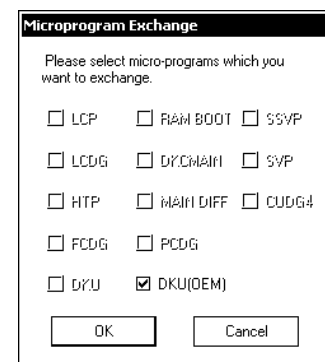 Microprogram Exchange
Please select micro-programs which you
want to exchange.
LCP RAM BOOT SSVP
LCDG DKCMAIN SVP
HTP MAIN DIFF CUDG4
FCDG PCDG
DKU DKU(OEM)
OK Cancel